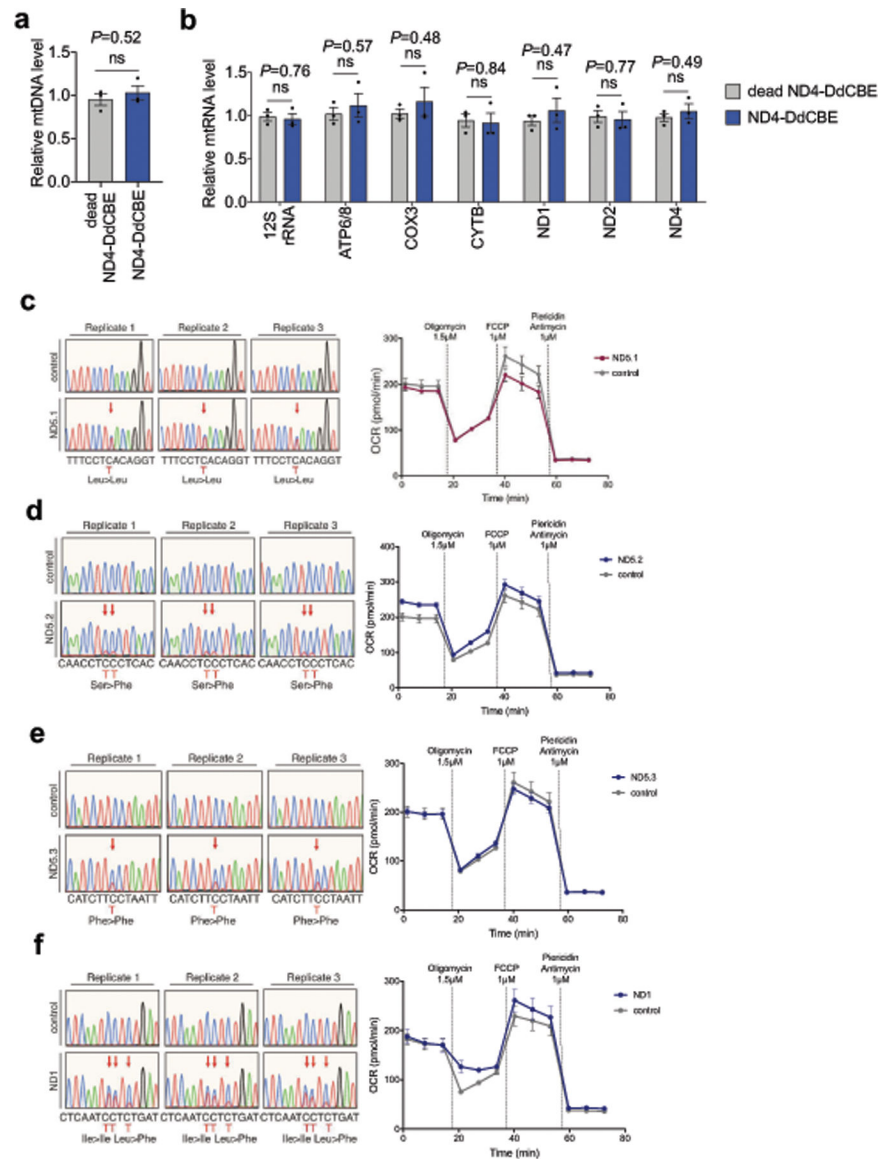 a
P=0.52
ns
Relative mtDNA level
1.5
1.0
0.5
0.0
dead ND4-DdCBE
ND4-DdCBE
b
P=0.76
ns
P=0.57
ns
P=0.48
ns
P=0.84
ns
P=0.47
ns
P=0.77
ns
P=0.49
ns
Relative mtRNA level
1.5
1.0
0.5
0.0
12S rRNA
ATP6/8
COX3
CYTB
ND1
ND2
ND4
dead ND4-DdCBE
ND4-DdCBE
c
Replicate 1
Replicate 2
Replicate 3
control
ND5.1
TTTCCTCACAGGT TTTCCTCACAGGT TTTCCTCACAGGT
T T T
Leu>Leu Leu>Leu Leu>Leu
Oligomycin
1.5μM
FCCP
1μM
Piericidin
Antimycin
1μM
ND5.1
control
OCR (pmol/min)
300
200
100
0
0 20 40 60 80
Time (min)
d
Replicate 1
Replicate 2
Replicate 3
control
ND5.2
CAACCTCCCTCAC CAACCTCCCTCAC CAACCTCCCTCAC
TT TT TT
Ser>Phe Ser>Phe Ser>Phe
Oligomycin
1.5μM
FCCP
1μM
Piericidin
Antimycin
1μM
ND5.2
control
OCR (pmol/min)
400
300
200
100
0
0 20 40 60 80
Time (min)
e
Replicate 1
Replicate 2
Replicate 3
control
ND5.3
CATCTTCCTAATT CATCTTCCTAATT CATCTTCCTAATT
T T T
Phe>Phe Phe>Phe Phe>Phe
Oligomycin
1.5μM
FCCP
1μM
Piericidin
Antimycin
1μM
ND5.3
control
OCR (pmol/min)
300
200
100
0
0 20 40 60 80
Time (min)
f
Replicate 1
Replicate 2
Replicate 3
control
ND1
CTCAATCCTCTGAT CTCAATCCTCTGAT CTCAATCCTCTGAT
TT T TT T TT T
Ile>Ile Leu>Phe Ile>Ile Leu>Phe Ile>Ile Leu>Phe
Oligomycin
1.5μM
FCCP
1μM
Piericidin
Antimycin
1μM
ND1
control
OCR (pmol/min)
300
200
100
0
0 20 40 60 80
Time (min)